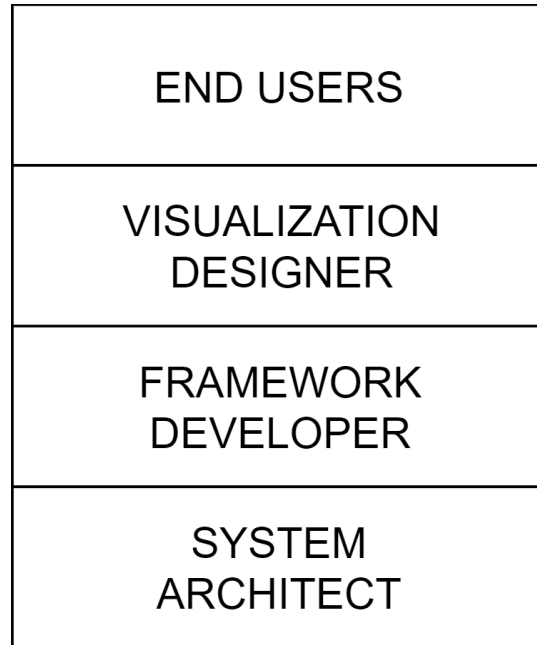 END USERS
VISUALIZATION
DESIGNER
FRAMEWORK
DEVELOPER
SYSTEM
ARCHITECT